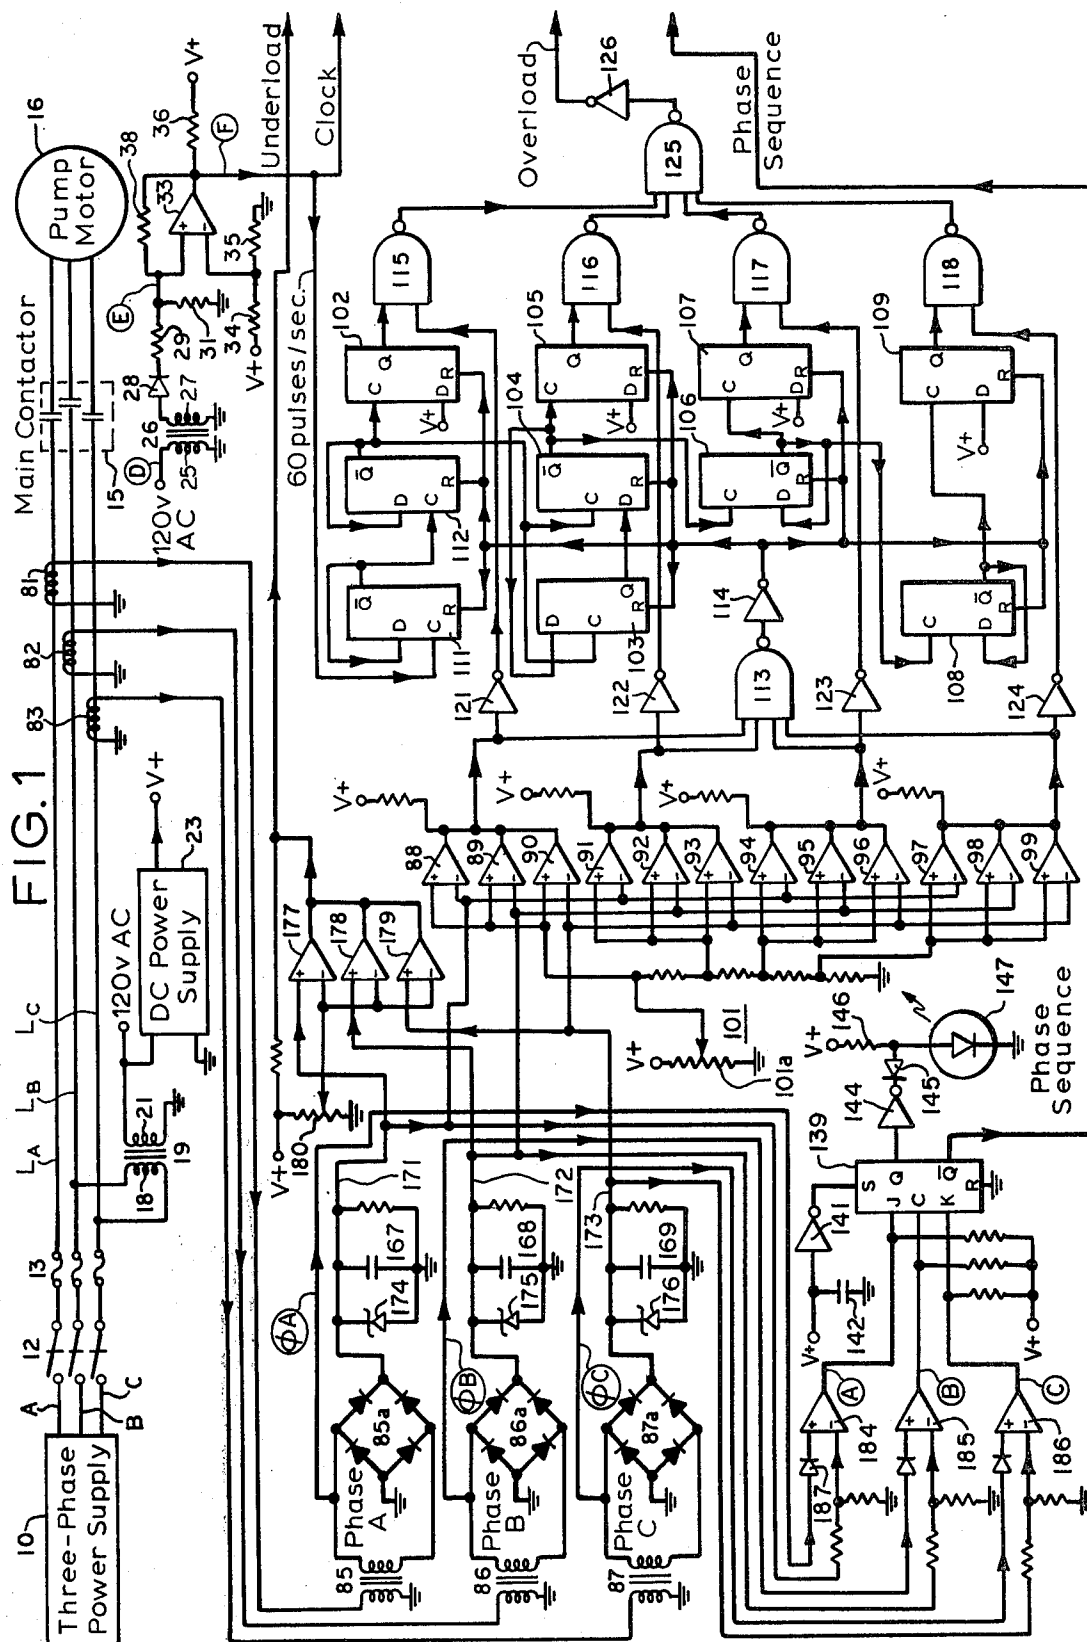 FIG. 1
10
Three-Phase
Power Supply
A
B
C
12
13
LA
LB
LC
18
21
19
120v AC
DC Power
Supply
23
V+
83
82
81
Main Contactor
15
Pump
Motor
16
120v
AC
D
25
26
27
28
29
31
E
38
33
36
V+
V+
34
35
F
Underload
Clock
60 pulses/sec.
85
Phase
A
85a
ΦA
174
167
171
86
Phase
B
86a
ΦB
175
168
172
87
Phase
C
87a
ΦC
176
169
173
V+
180
177
+
-
178
+
-
179
+
-
V+
101
101a
88
+
-
89
+
-
90
+
-
V+
91
+
-
92
+
-
93
+
-
V+
94
+
-
95
+
-
96
+
-
V+
97
+
-
98
+
-
99
+
-
V+
121
122
123
124
113
114
111
D
C
Q
R
112
D
C
Q
R
102
C
D
Q
R
V+
103
D
C
Q
R
104
D
C
Q
R
105
C
D
Q
R
V+
106
C
D
Q
R
107
C
D
Q
R
V+
108
C
D
Q
R
109
C
D
Q
R
V+
115
116
117
118
125
126
Overload
Phase
Sequence
187
184
+
-
A
185
+
-
B
186
+
-
C
V+
142
141
V+
139
S
J
Q
C
K
Q
R
144
145
146
V+
147
Phase
Sequence